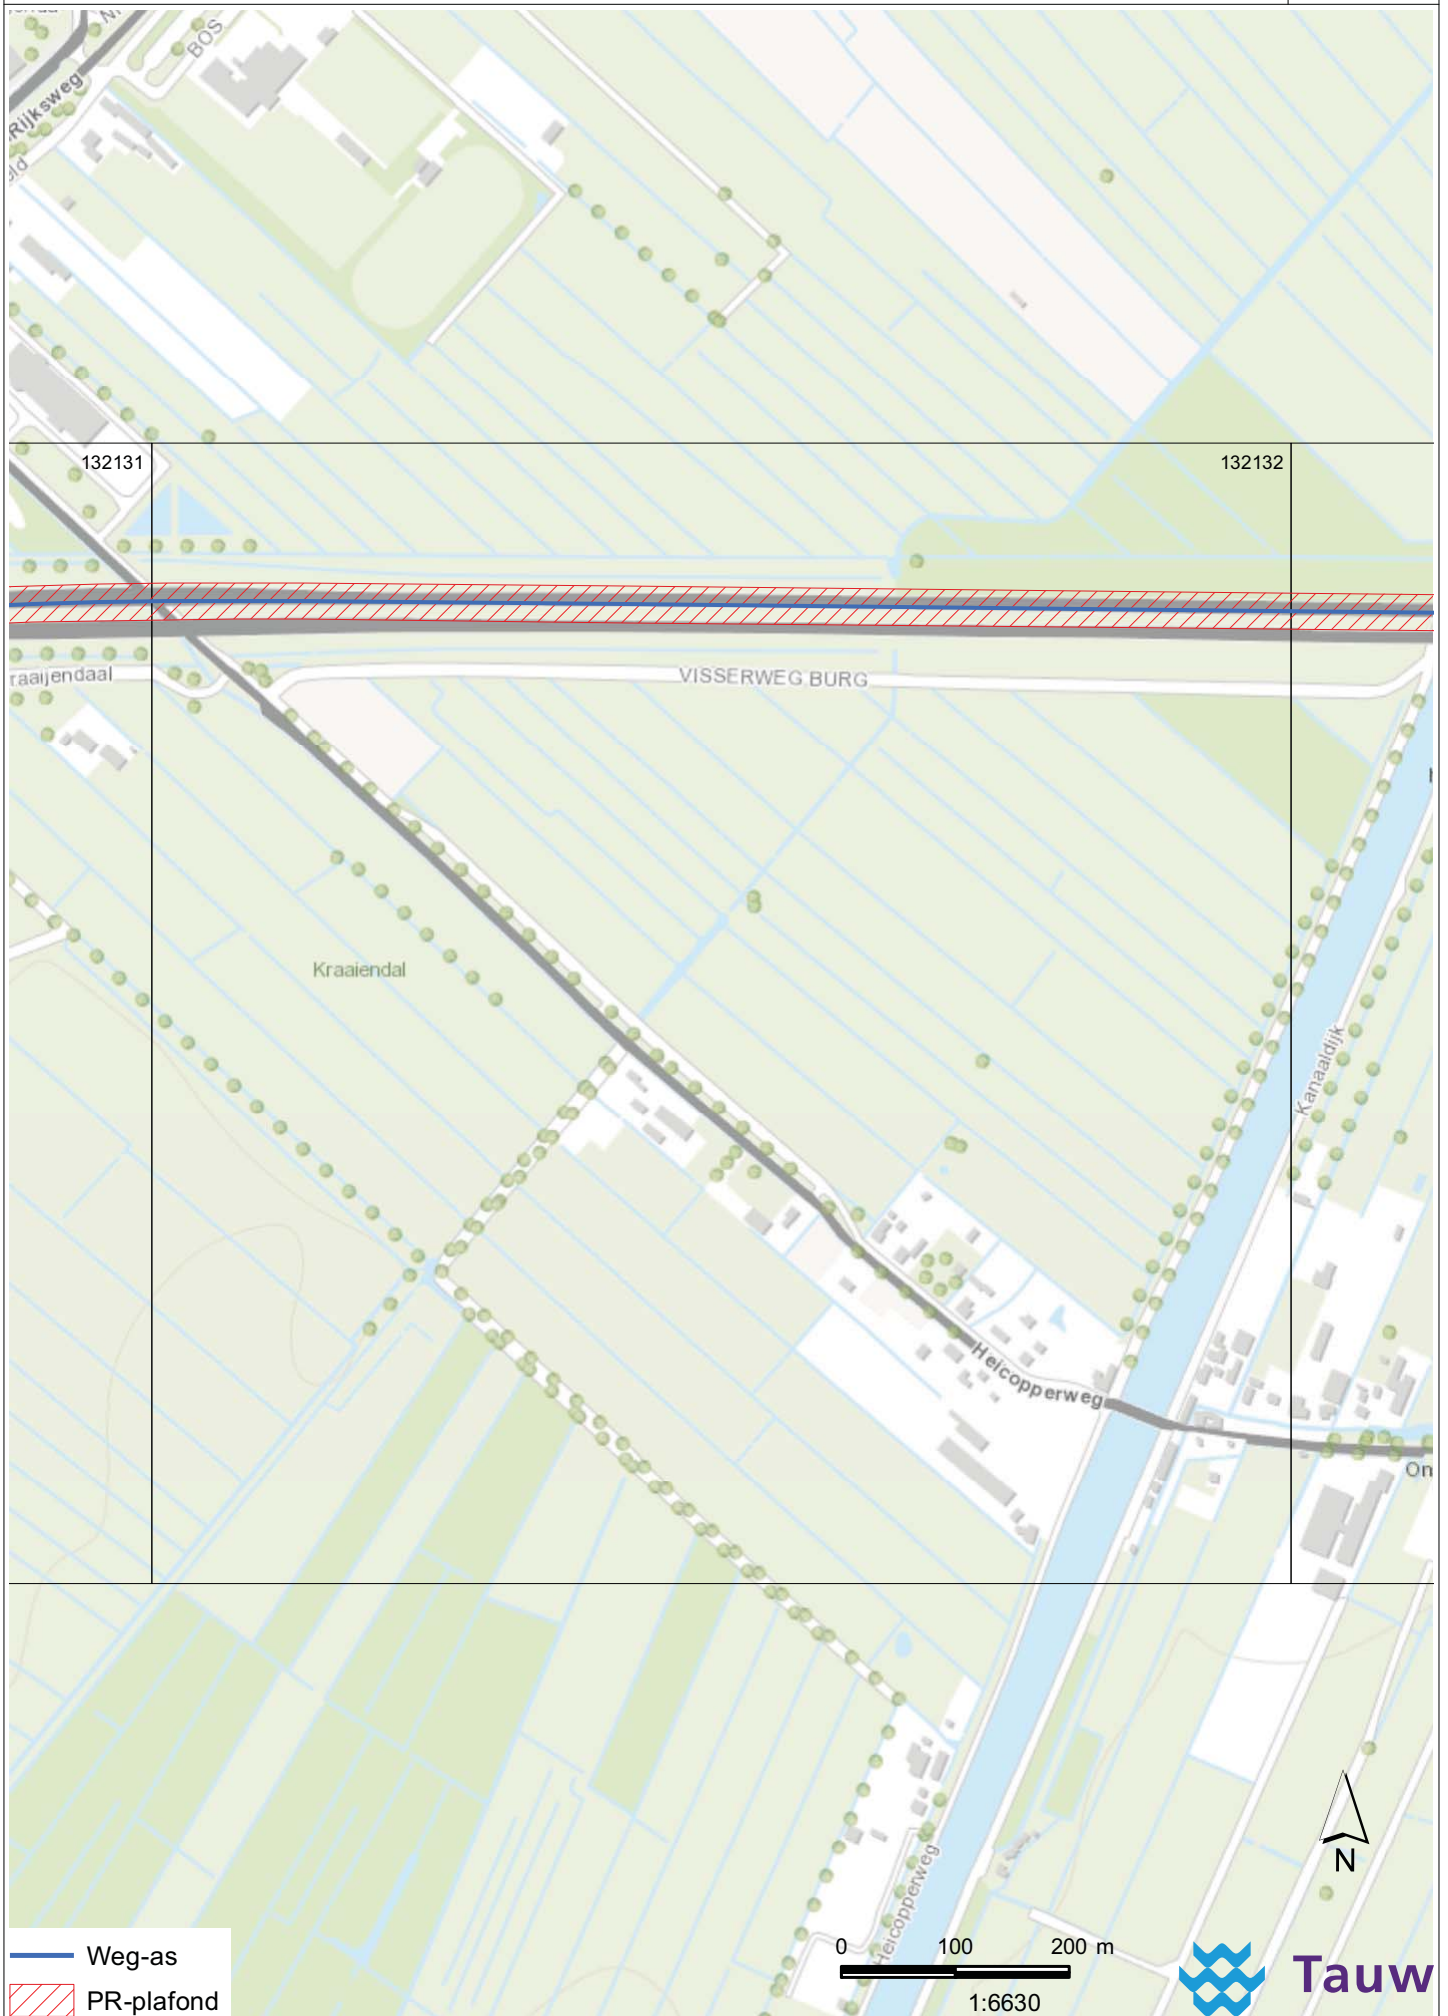 BOS
Rijksweg
132131
132132
raaijendaal
VISSERWEG BURG
Kraaiendal
Kanaaldijk
Heicopperweg
On
Heicopperweg
N
Weg-as
PR-plafond
0 100 200 m
1:6630
Tauw